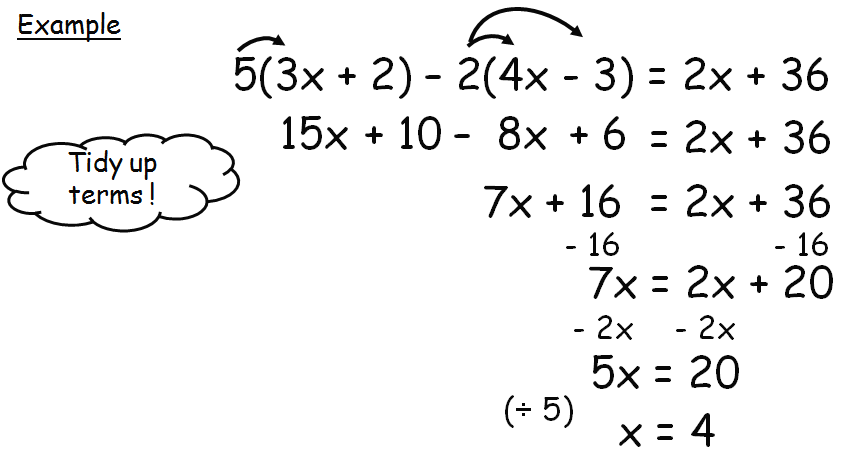 Example
5(3x + 2) - 2(4x - 3) = 2x + 36
15x + 10 - 8x + 6 = 2x + 36
Tidy up
terms !
7x + 16 = 2x + 36
- 16 - 16
7x = 2x + 20
- 2x - 2x
5x = 20
(÷ 5)
x = 4